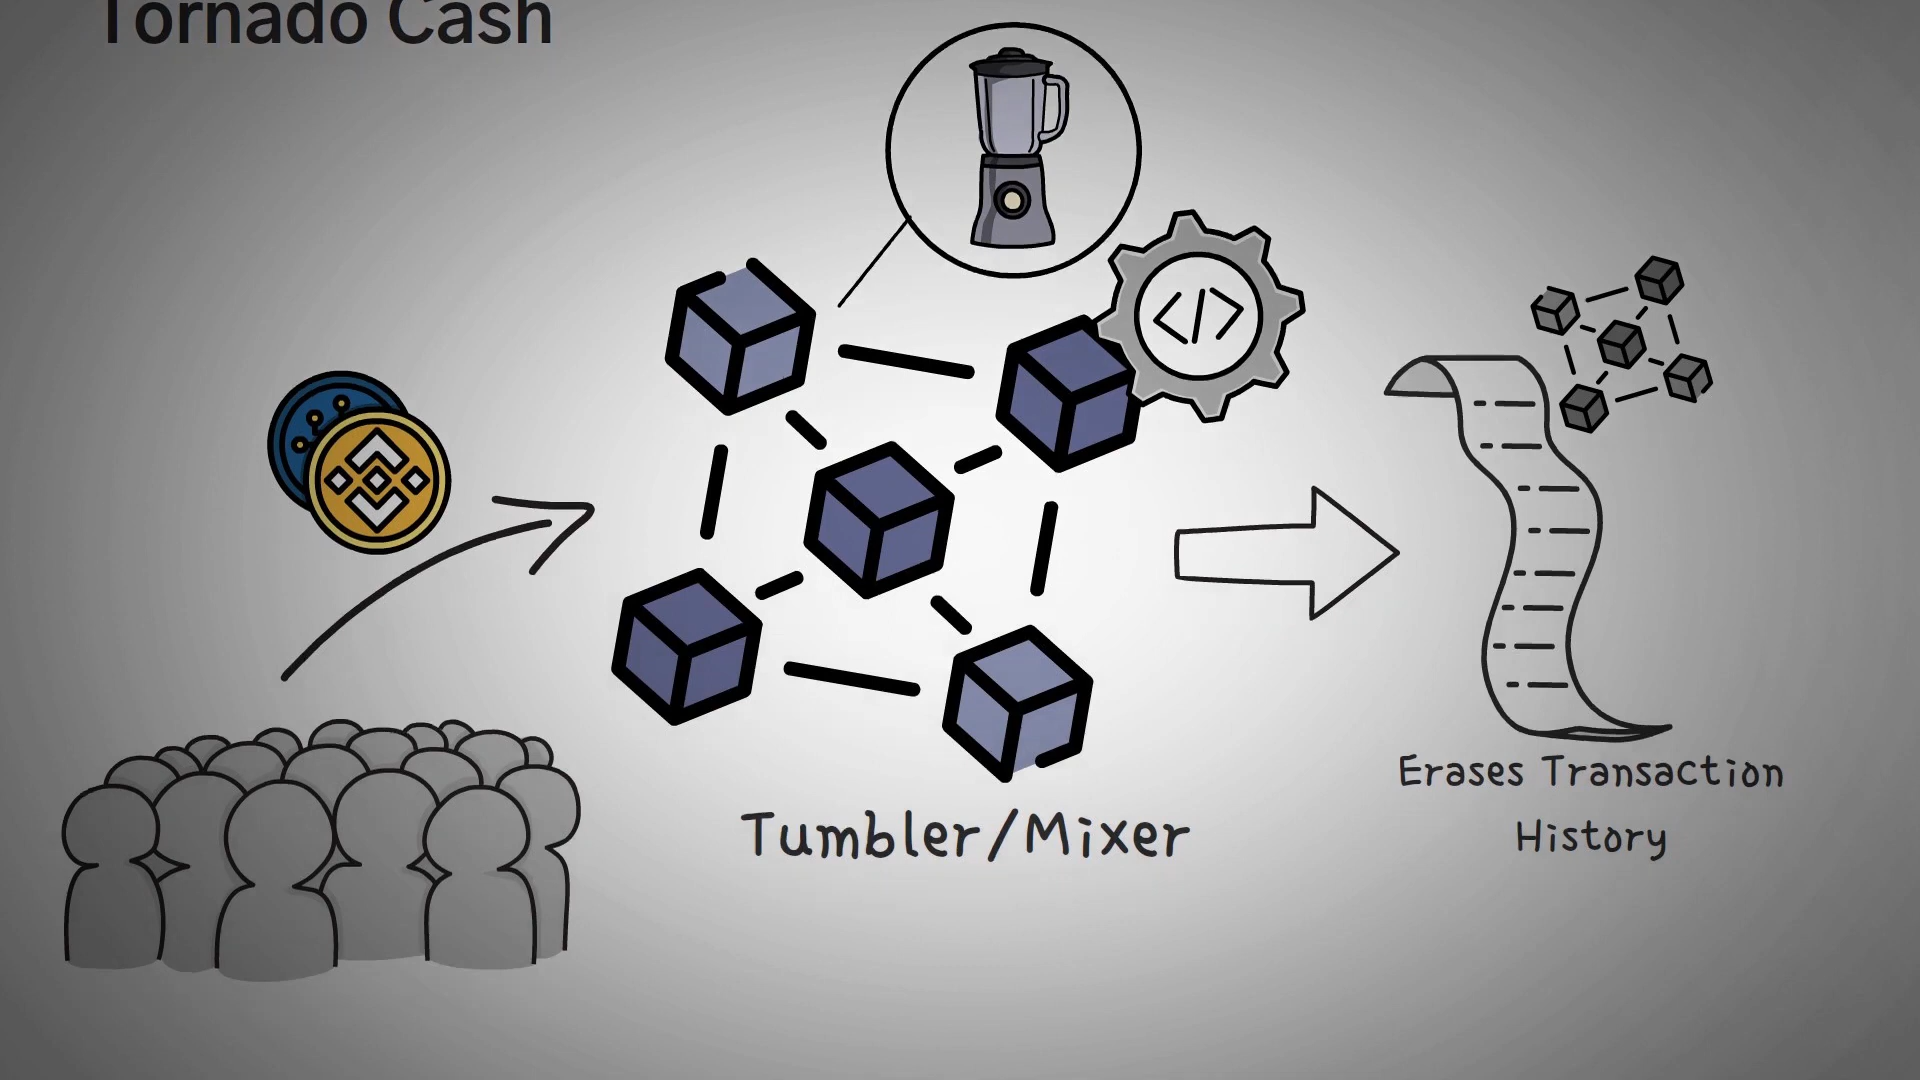 Tornado Cash
</>
Tumbler/Mixer
Erases Transaction
History